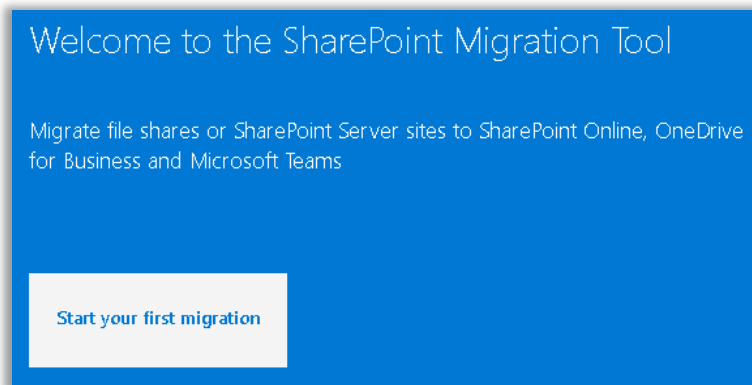 Welcome to the SharePoint Migration Tool
Migrate file shares or SharePoint Server sites to SharePoint Online, OneDrive
for Business and Microsoft Teams
Start your first migration